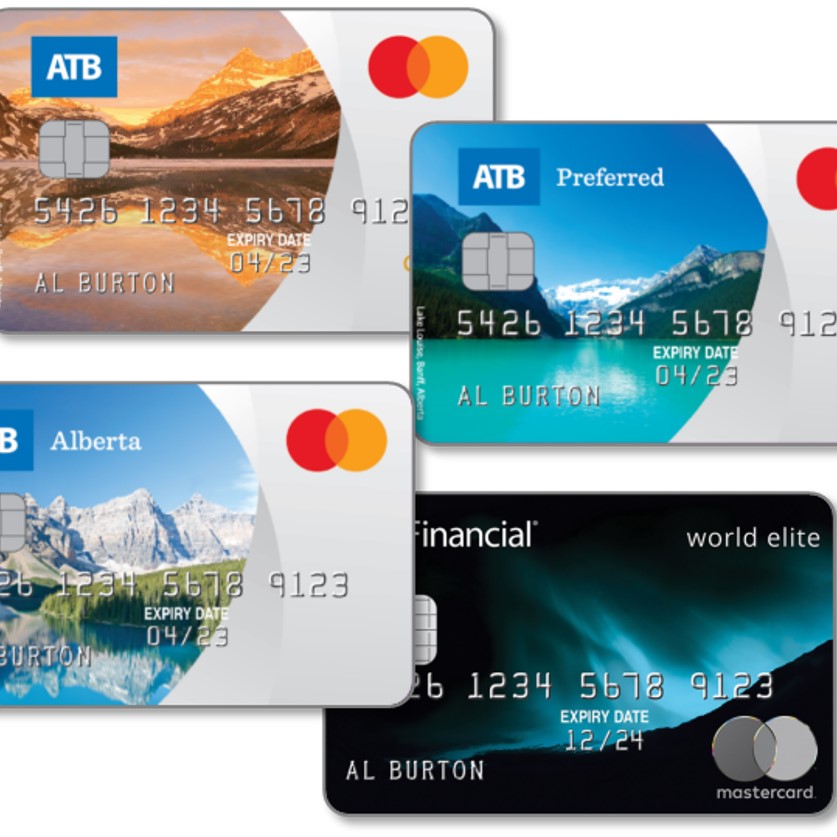 ATB
5426 1234 5678 912
EXPIRY DATE
04/23
AL BURTON
ATB Preferred
5426 1234 5678 912
EXPIRY DATE
04/23
AL BURTON
Lake Louise, Banff, Alberta
B Alberta
26 1234 5678 9123
EXPIRY DATE
04/23
BURTON
Financial® world elite
26 1234 5678 9123
EXPIRY DATE
12/24
AL BURTON
mastercard.